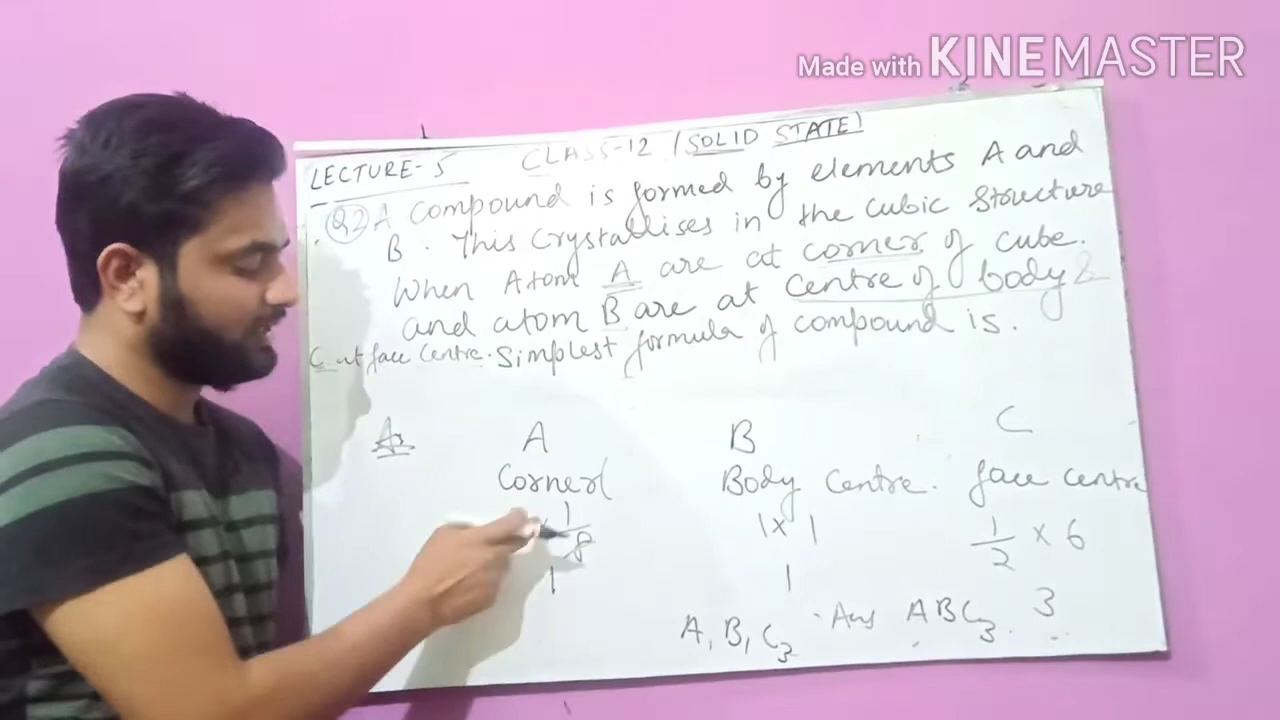 Made with KINEMASTER
LECTURE-5 CLASS-12 (SOLID STATE)
Q2 A compound is formed by elements A and
B. This crystallises in the cubic structure
When Atom A are at corner of cube.
and atom B are at centre of body &
C at face centre. Simplest formula of compound is.
As A B C
Corner Body Centre. face centre
1/8 1x1 1/2 x 6
1 1 3
A, B, C3 Ans ABC3.